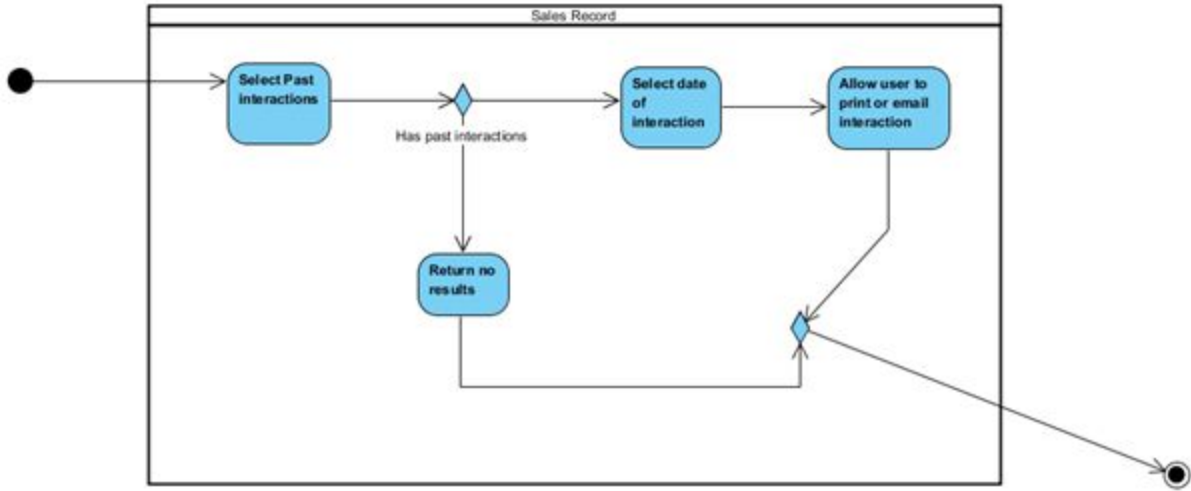 Sales Record
Select Past
interactions
Has past interactions
Select date
of
interaction
Allow user to
print or email
interaction
Return no
results